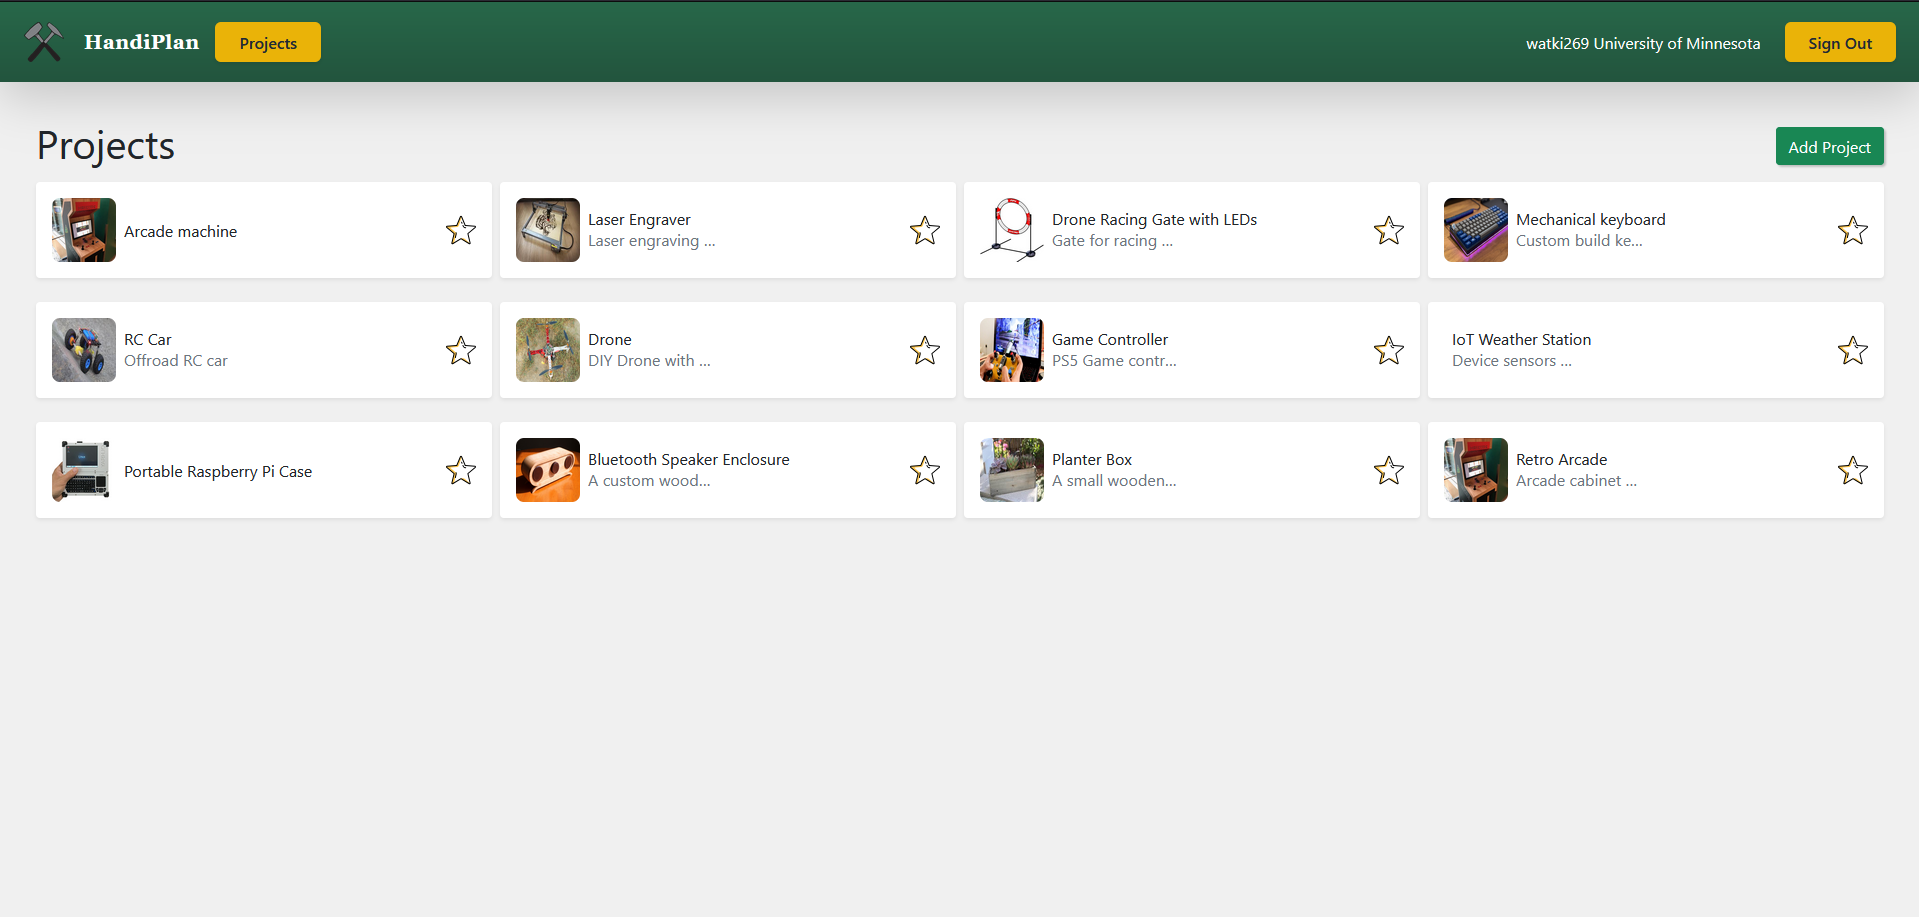 HandiPlan
Projects
watki269 University of Minnesota
Sign Out
Projects
Add Project
Arcade machine
Laser Engraver
Laser engraving ...
Drone Racing Gate with LEDs
Gate for racing ...
Mechanical keyboard
Custom build ke...
RC Car
Offroad RC car
Drone
DIY Drone with ...
Game Controller
PS5 Game contr...
IoT Weather Station
Device sensors ...
Portable Raspberry Pi Case
Bluetooth Speaker Enclosure
A custom wood...
Planter Box
A small wooden...
Retro Arcade
Arcade cabinet ...